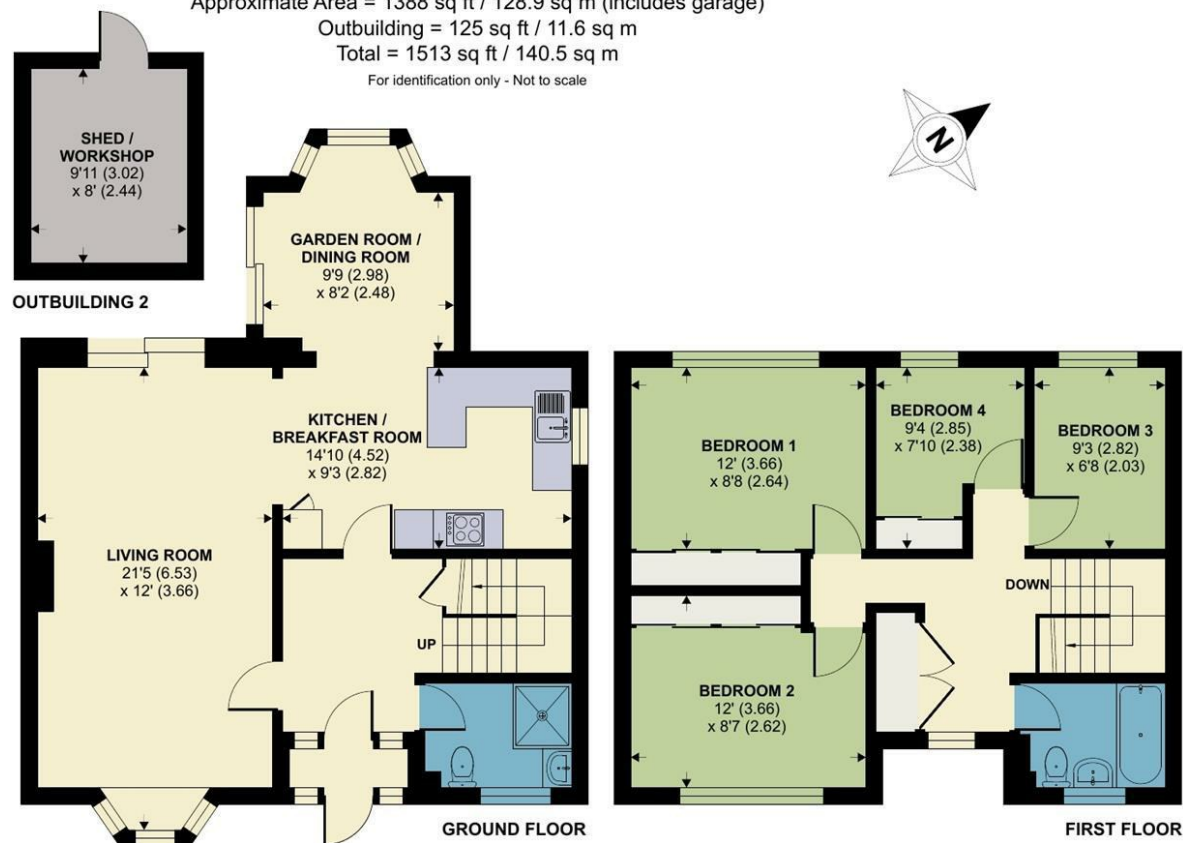 Approximate Area = 1388 sq ft / 128.9 sq m (includes garage)
Outbuilding = 125 sq ft / 11.6 sq m
Total = 1513 sq ft / 140.5 sq m
For identification only - Not to scale
N
SHED /
WORKSHOP
9'11 (3.02)
x 8' (2.44)
OUTBUILDING 2
GARDEN ROOM /
DINING ROOM
9'9 (2.98)
x 8'2 (2.48)
KITCHEN /
BREAKFAST ROOM
14'10 (4.52)
x 9'3 (2.82)
LIVING ROOM
21'5 (6.53)
x 12' (3.66)
UP
GROUND FLOOR
BEDROOM 1
12' (3.66)
x 8'8 (2.64)
BEDROOM 4
9'4 (2.85)
x 7'10 (2.38)
BEDROOM 3
9'3 (2.82)
x 6'8 (2.03)
DOWN
BEDROOM 2
12' (3.66)
x 8'7 (2.62)
FIRST FLOOR